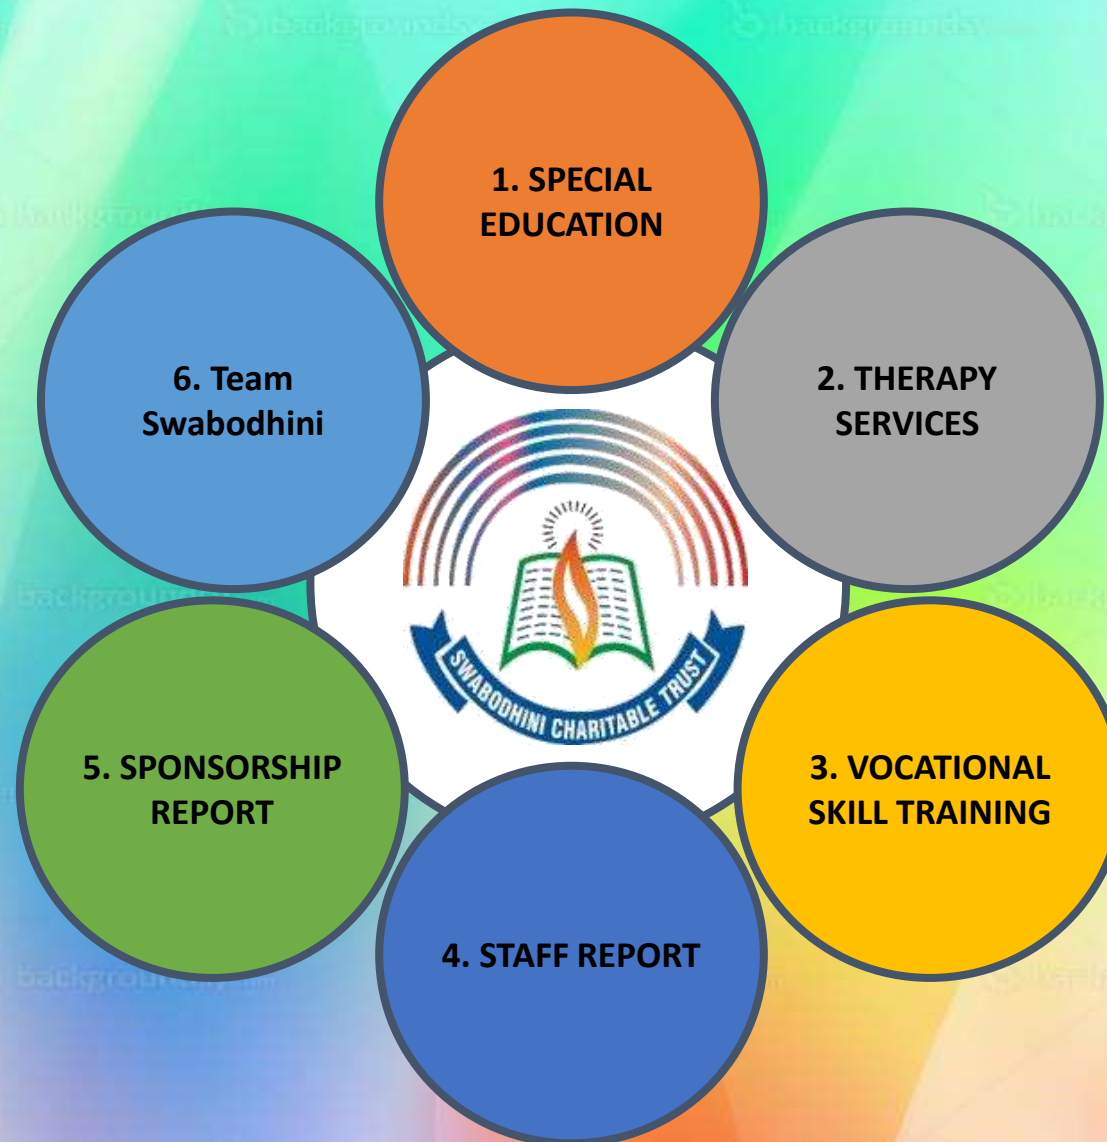 1. SPECIAL
EDUCATION
2. THERAPY
SERVICES
3. VOCATIONAL
SKILL TRAINING
4. STAFF REPORT
5. SPONSORSHIP
REPORT
6. Team
Swabodhini
SWABODHINI CHARITABLE TRUST